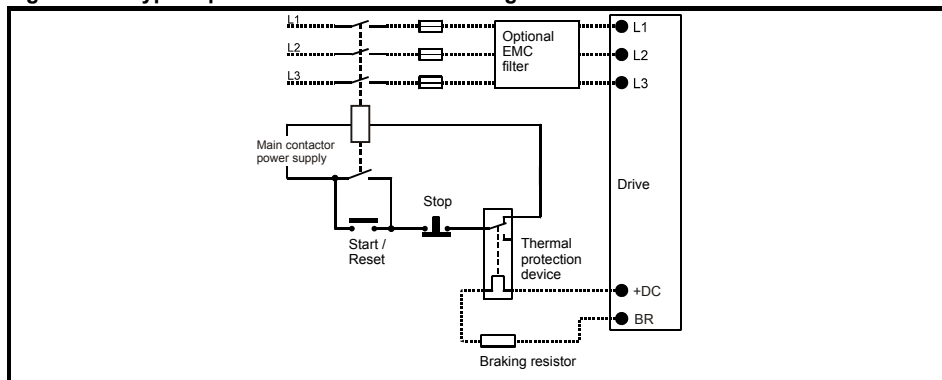 L1
L2
L3
Optional
EMC
filter
L1
L2
L3
Main contactor
power supply
Drive
Stop
Start /
Reset
Thermal
protection
device
+DC
BR
Braking resistor